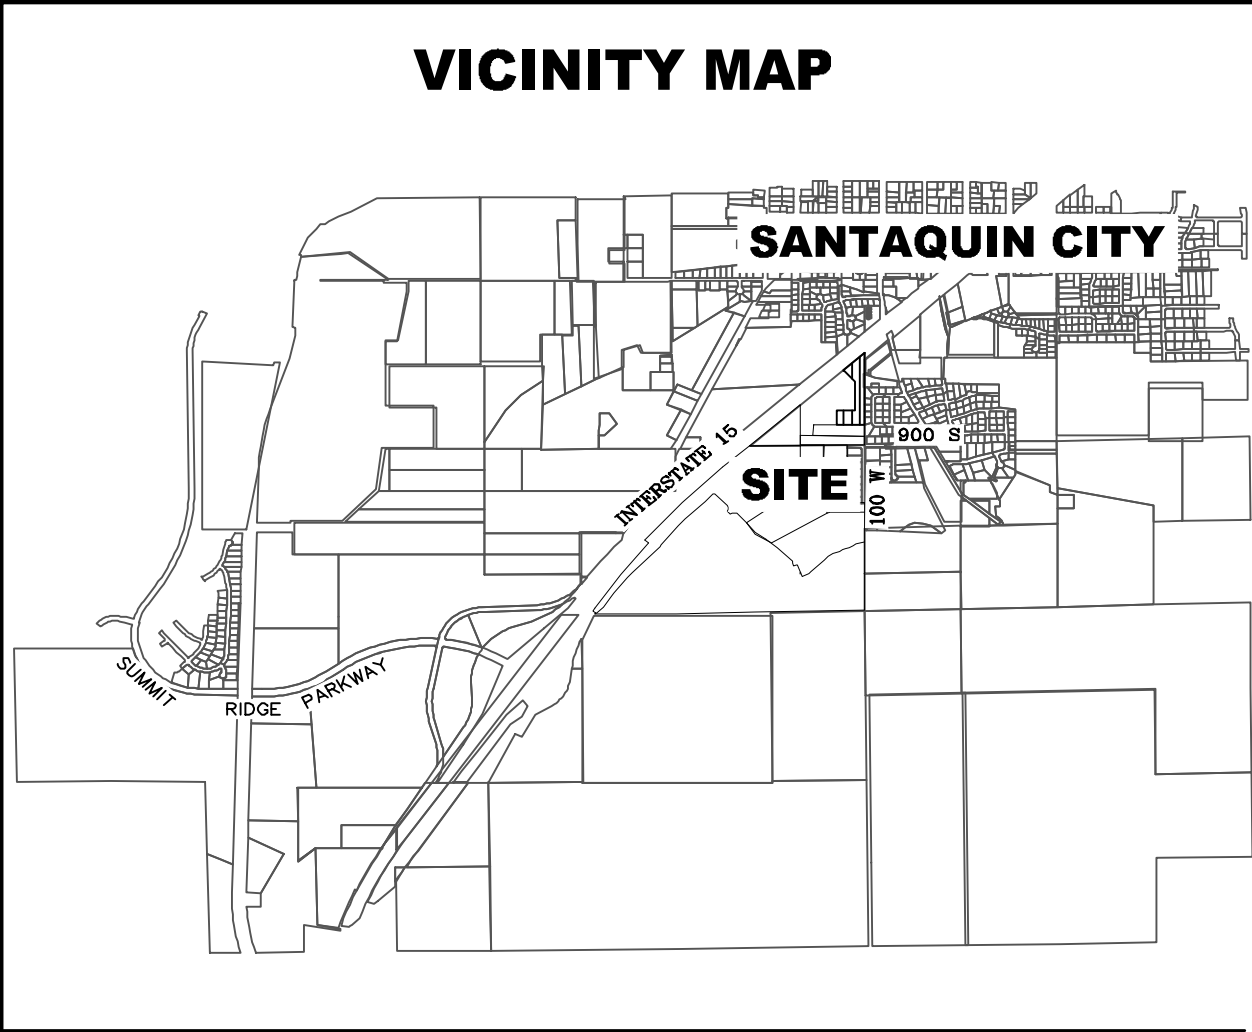 VICINITY MAP
SANTAQUIN CITY
INTERSTATE 15
900 S
SITE
100 W
SUMMIT RIDGE PARKWAY